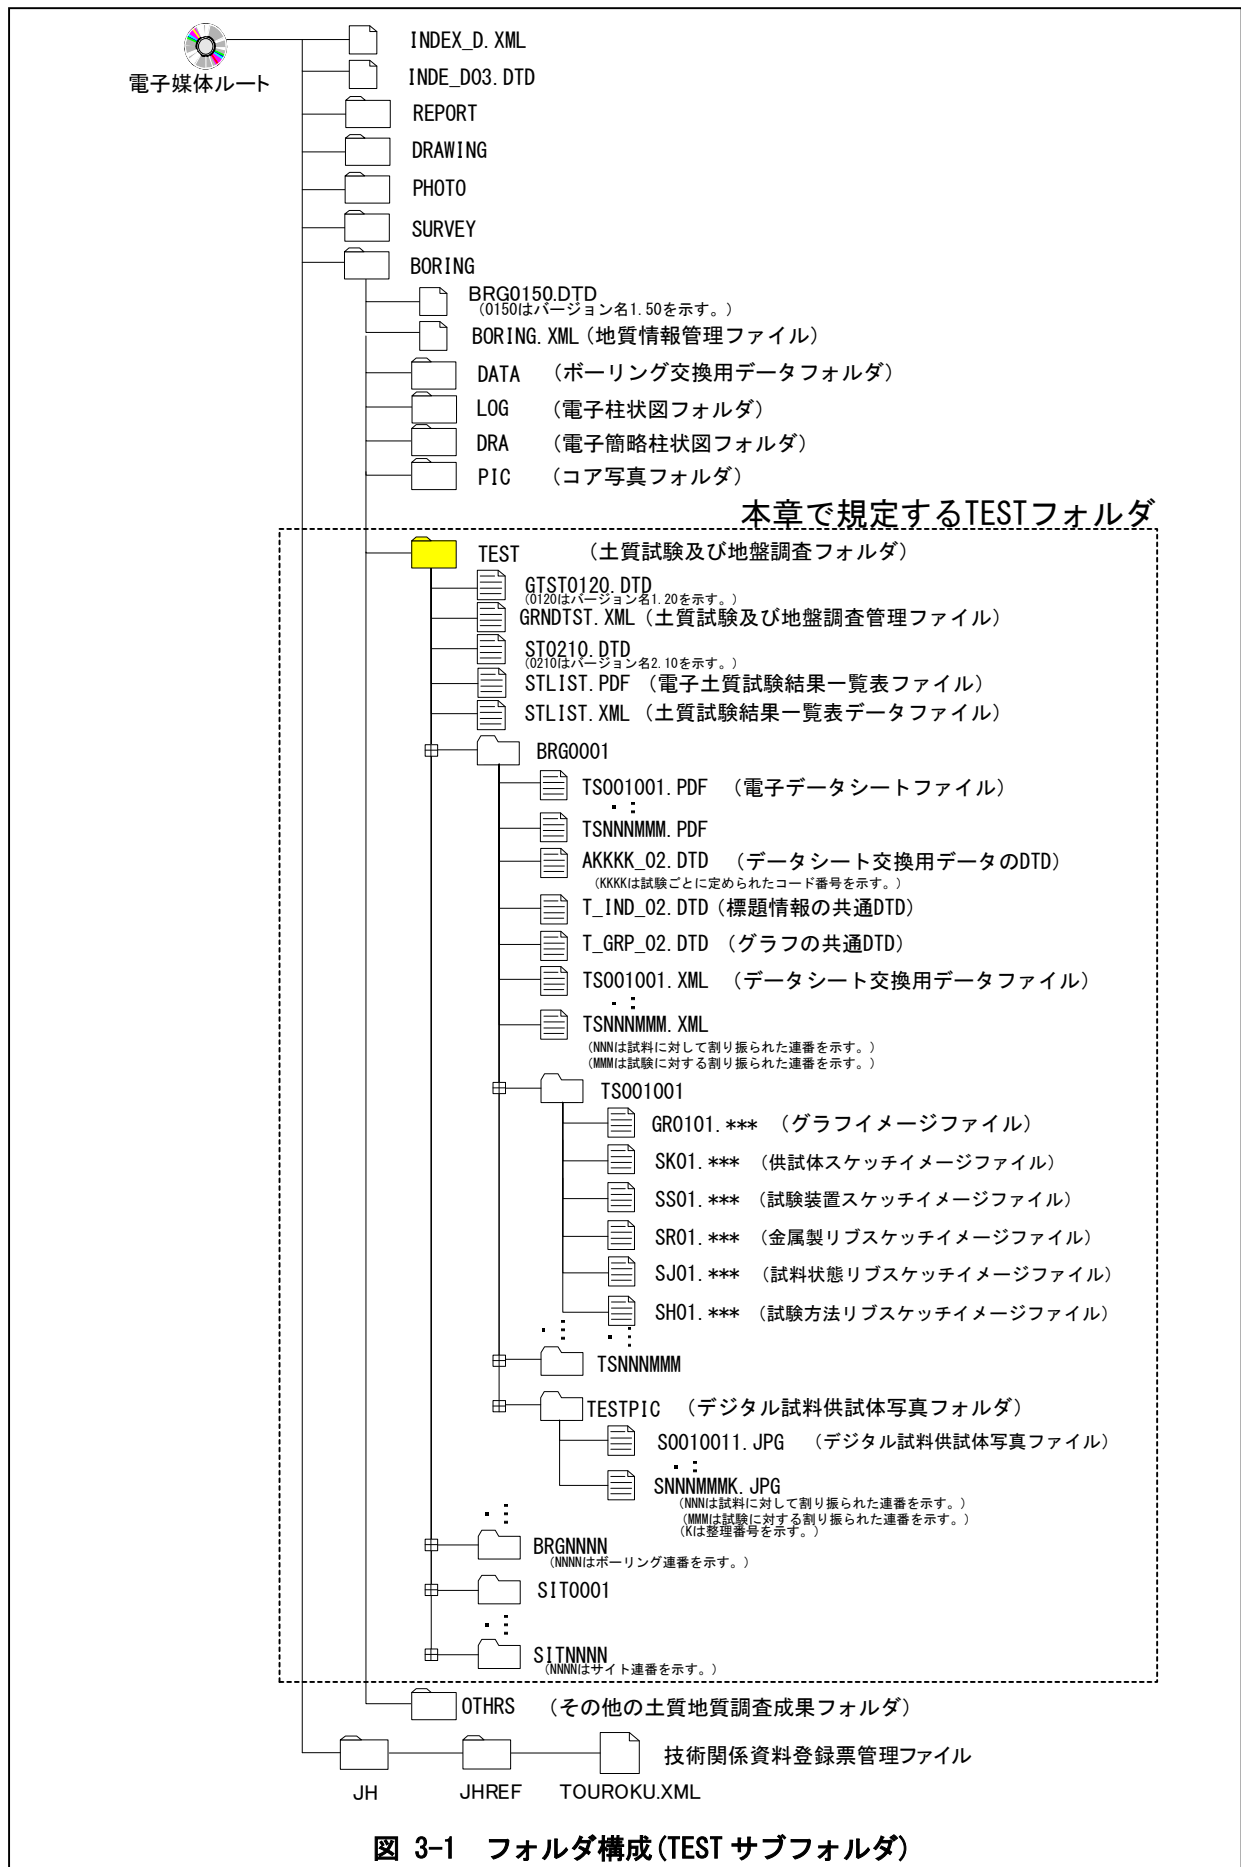 INDEX_D.XML
電子媒体ルート
INDE_D03.DTD
REPORT
DRAWING
PHOTO
SURVEY
BORING
BRG0150.DTD
(0150はバージョン名1.50を示す。)
BORING.XML(地質情報管理ファイル)
DATA (ボーリング交換用データフォルダ)
LOG (電子柱状図フォルダ)
DRA (電子簡略柱状図フォルダ)
PIC (コア写真フォルダ)
本章で規定するTESTフォルダ
TEST (土質試験及び地盤調査フォルダ)
GTST0120.DTD
(0120はバージョン名1.20を示す。)
GRNDTST.XML(土質試験及び地盤調査管理ファイル)
ST0210.DTD
(0210はバージョン名2.10を示す。)
STLIST.PDF (電子土質試験結果一覧表ファイル)
STLIST.XML (土質試験結果一覧表データファイル)
BRG0001
TS001001.PDF (電子データシートファイル)
TSNNNMMM.PDF
AKKKK_02.DTD (データシート交換用データのDTD)
(KKKKは試験ごとに定められたコード番号を示す。)
T_IND_02.DTD(標題情報の共通DTD)
T_GRP_02.DTD (グラフの共通DTD)
TS001001.XML (データシート交換用データファイル)
TSNNNMMM.XML
(NNNは試料に対して割り振られた連番を示す。)
(MMMは試験に対する割り振られた連番を示す。)
TS001001
GR0101.*** (グラフイメージファイル)
SK01.*** (供試体スケッチイメージファイル)
SS01.*** (試験装置スケッチイメージファイル)
SR01.*** (金属製リブスケッチイメージファイル)
SJ01.*** (試料状態リブスケッチイメージファイル)
SH01.*** (試験方法リブスケッチイメージファイル)
TSNNNMMM
TESTPIC (デジタル試料供試体写真フォルダ)
S0010011.JPG (デジタル試料供試体写真ファイル)
SNNNMMMK.JPG
(NNNは試料に対して割り振られた連番を示す。)
(MMMは試験に対する割り振られた連番を示す。)
(Kは整理番号を示す。)
BRGNNNN
(NNNNはボーリング連番を示す。)
SIT0001
SITNNNN
(NNNNはサイト連番を示す。)
OTHRS (その他の土質地質調査成果フォルダ)
技術関係資料登録票管理ファイル
JH JHREF TOUROKU.XML
図 3-1 フォルダ構成(TEST サブフォルダ)